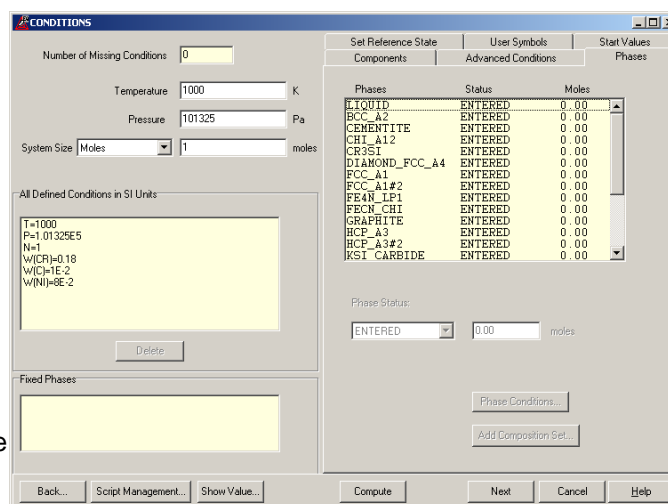 CONDITIONS
Number of Missing Conditions 0
Temperature 1000 K
Pressure 101325 Pa
System Size Moles 1 moles
All Defined Conditions in SI Units
T=1000
P=1.01325E5
N=1
W(CR)=0.18
W(C)=1E-2
W(NI)=8E-2
Delete
Fixed Phases
e
Set Reference State User Symbols Start Values
Components Advanced Conditions Phases
Phases Status Moles
LIQUID ENTERED 0.00
BCC_A2 ENTERED 0.00
CEMENTITE ENTERED 0.00
CHI_A12 ENTERED 0.00
CR3SI ENTERED 0.00
DIAMOND_FCC_A4 ENTERED 0.00
FCC_A1 ENTERED 0.00
FCC_A1#2 ENTERED 0.00
FE4N_LP1 ENTERED 0.00
FECN_CHI ENTERED 0.00
GRAPHITE ENTERED 0.00
HCP_A3 ENTERED 0.00
HCP_A3#2 ENTERED 0.00
KSI_CARBIDE ENTERED 0.00
Phase Status:
ENTERED 0.00 moles
Phase Conditions...
Add Composition Set...
Back... Script Management... Show Value... Compute Next Cancel Help